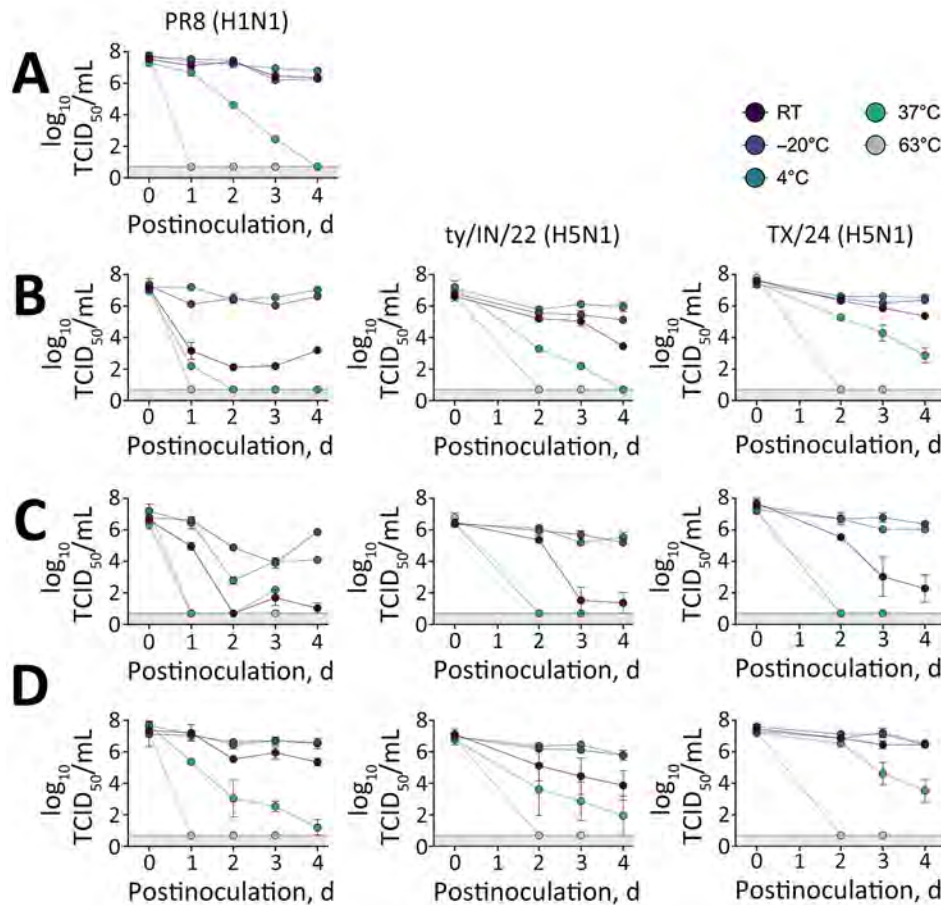 PR8 (H1N1)
A
log10 TCID50/mL
8
6
4
2
0
0 1 2 3 4
Postinoculation, d
RT
–20°C
4°C
37°C
63°C
ty/IN/22 (H5N1)
TX/24 (H5N1)
B
log10 TCID50/mL
8
6
4
2
0
0 1 2 3 4
Postinoculation, d
log10 TCID50/mL
8
6
4
2
0
0 1 2 3 4
Postinoculation, d
log10 TCID50/mL
8
6
4
2
0
0 1 2 3 4
Postinoculation, d
C
log10 TCID50/mL
8
6
4
2
0
0 1 2 3 4
Postinoculation, d
log10 TCID50/mL
8
6
4
2
0
0 1 2 3 4
Postinoculation, d
log10 TCID50/mL
8
6
4
2
0
0 1 2 3 4
Postinoculation, d
D
log10 TCID50/mL
8
6
4
2
0
0 1 2 3 4
Postinoculation, d
log10 TCID50/mL
8
6
4
2
0
0 1 2 3 4
Postinoculation, d
log10 TCID50/mL
8
6
4
2
0
0 1 2 3 4
Postinoculation, d